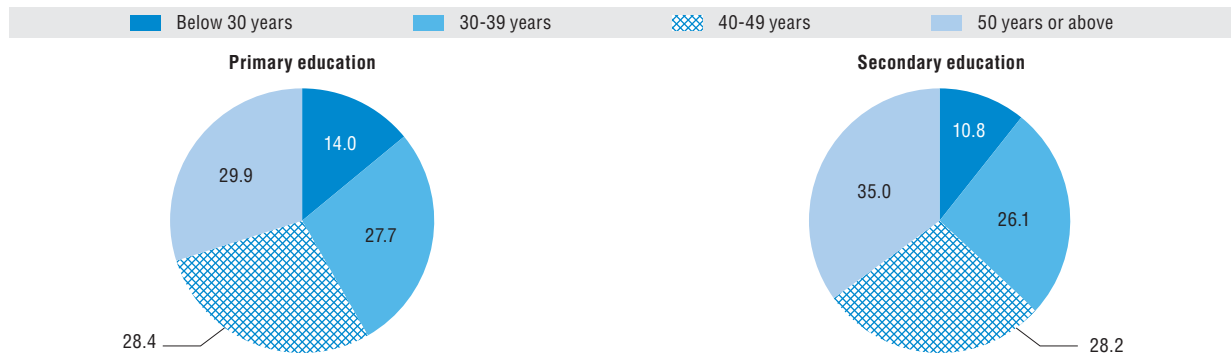 Below 30 years 30-39 years 40-49 years 50 years or above
Primary education
14.0
29.9
27.7
28.4
Secondary education
10.8
35.0
26.1
28.2